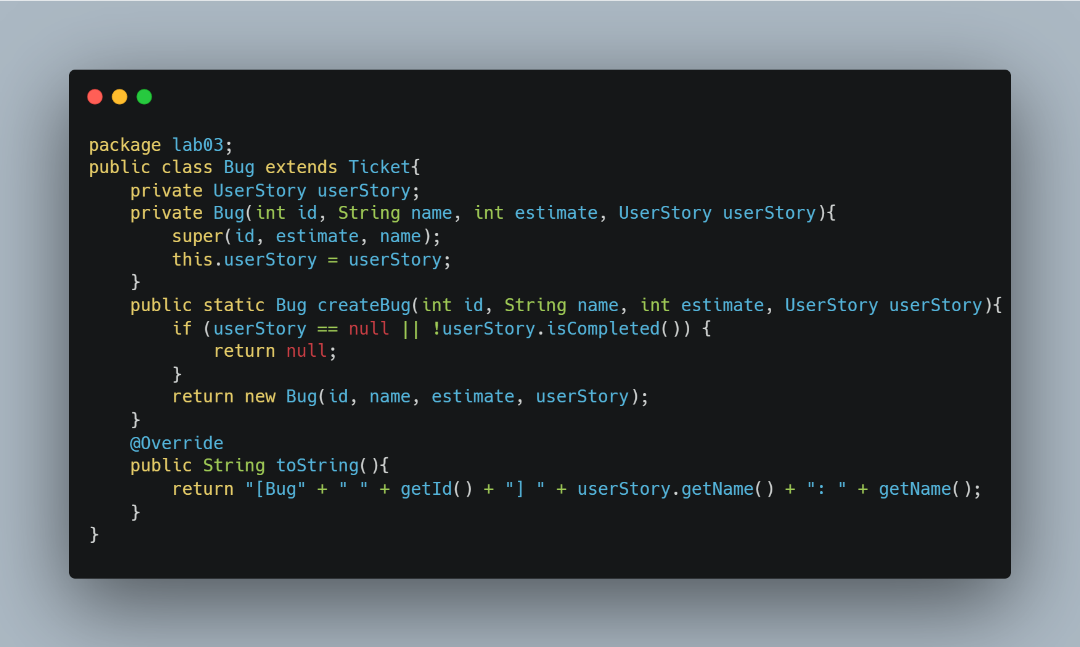 package lab03;
public class Bug extends Ticket{
    private UserStory userStory;
    private Bug(int id, String name, int estimate, UserStory userStory){
        super(id, estimate, name);
        this.userStory = userStory;
    }
    public static Bug createBug(int id, String name, int estimate, UserStory userStory){
        if (userStory == null || !userStory.isCompleted()) {
            return null;
        }
        return new Bug(id, name, estimate, userStory);
    }
    @Override
    public String toString(){
        return "[Bug" + " " + getId() + "] " + userStory.getName() + ": " + getName();
    }
}